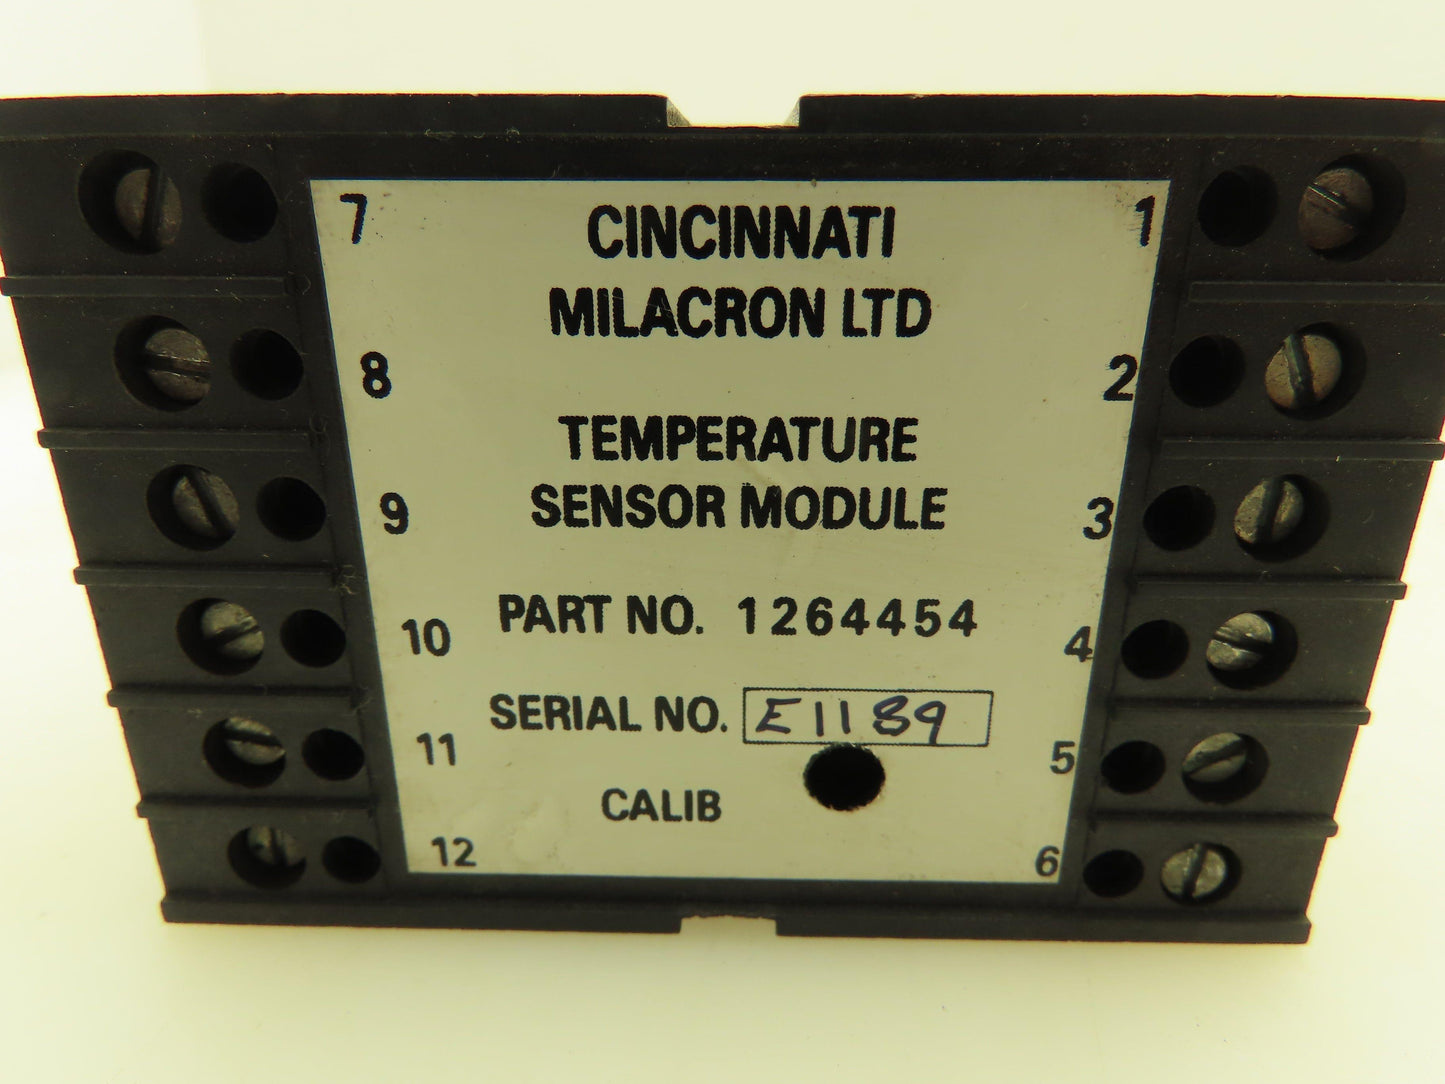 CINCINNATI
MILACRON LTD
TEMPERATURE
SENSOR MODULE
PART NO. 1264454
SERIAL NO. E1189
CALIB
7
8
9
10
11
12
1
2
3
4
5
6